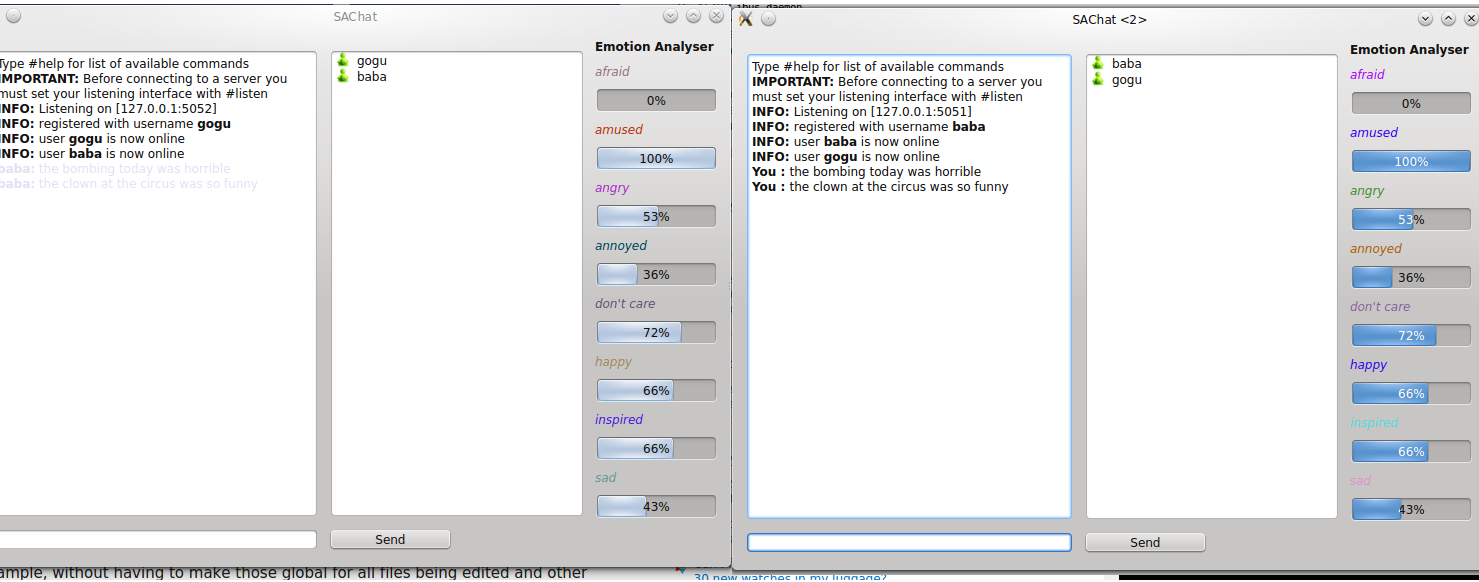 SAChat
Type #help for list of available commands
IMPORTANT: Before connecting to a server you
must set your listening interface with #listen
INFO: Listening on [127.0.0.1:5052]
INFO: registered with username gogu
INFO: user gogu is now online
INFO: user baba is now online
baba: the bombing today was horrible
baba: the clown at the circus was so funny
gogu
baba
Emotion Analyser
afraid
0%
amused
100%
angry
53%
annoyed
36%
don't care
72%
happy
66%
inspired
66%
sad
43%
Send
ample, without having to make those global for all files being edited and other
ibus daemon
SAChat <2>
Type #help for list of available commands
IMPORTANT: Before connecting to a server you
must set your listening interface with #listen
INFO: Listening on [127.0.0.1:5051]
INFO: registered with username baba
INFO: user baba is now online
INFO: user gogu is now online
You : the bombing today was horrible
You : the clown at the circus was so funny
baba
gogu
Emotion Analyser
afraid
0%
amused
100%
angry
53%
annoyed
36%
don't care
72%
happy
66%
inspired
66%
sad
43%
Send
30 new watches in my luggage?